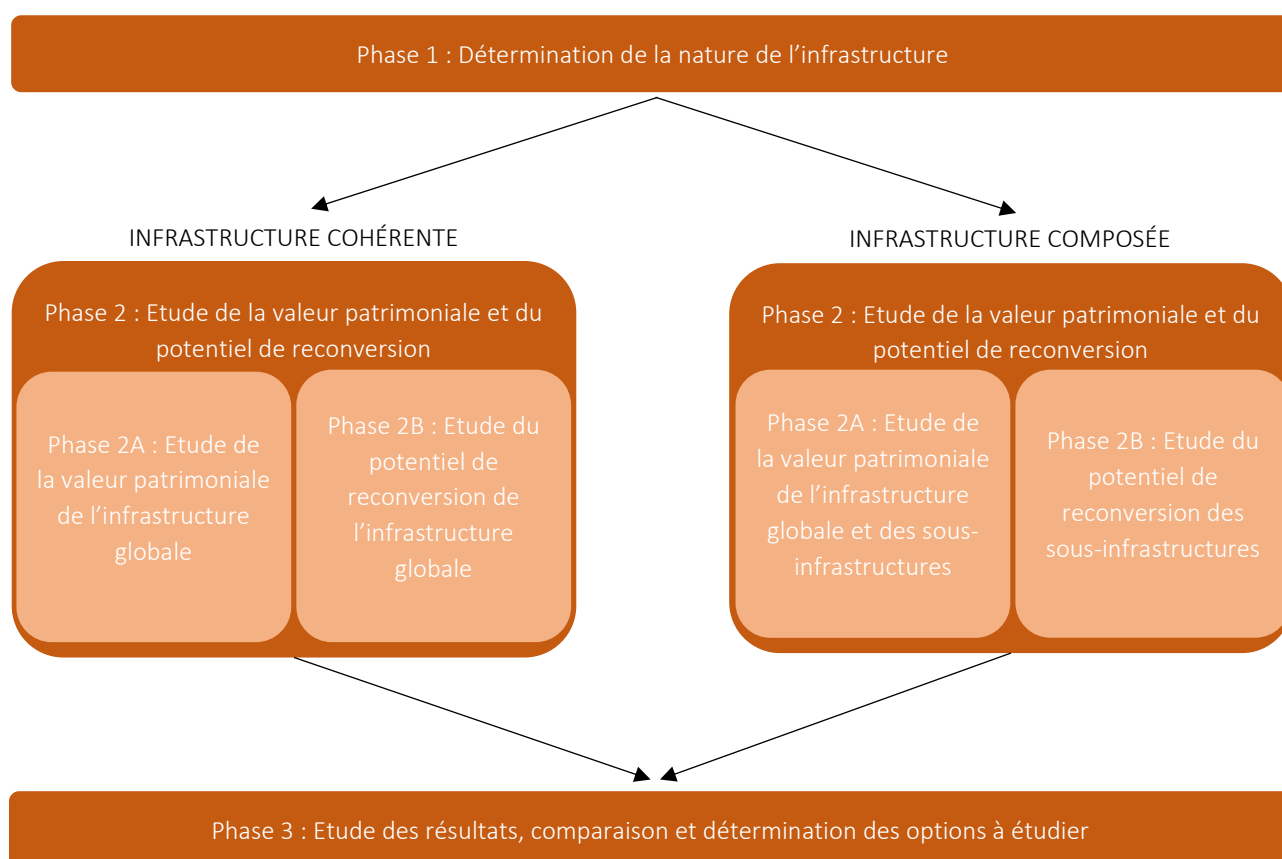 Phase 1 : Détermination de la nature de l’infrastructure
INFRASTRUCTURE COHÉRENTE
Phase 2 : Etude de la valeur patrimoniale et du
potentiel de reconversion
Phase 2A : Etude de
la valeur patrimoniale
de l’infrastructure
globale
Phase 2B : Etude du
potentiel de
reconversion de
l’infrastructure
globale
INFRASTRUCTURE COMPOSÉE
Phase 2 : Etude de la valeur patrimoniale et du
potentiel de reconversion
Phase 2A : Etude de
la valeur patrimoniale
de l’infrastructure
globale et des sous-
infrastructures
Phase 2B : Etude du
potentiel de
reconversion des
sous-infrastructures
Phase 3 : Etude des résultats, comparaison et détermination des options à étudier